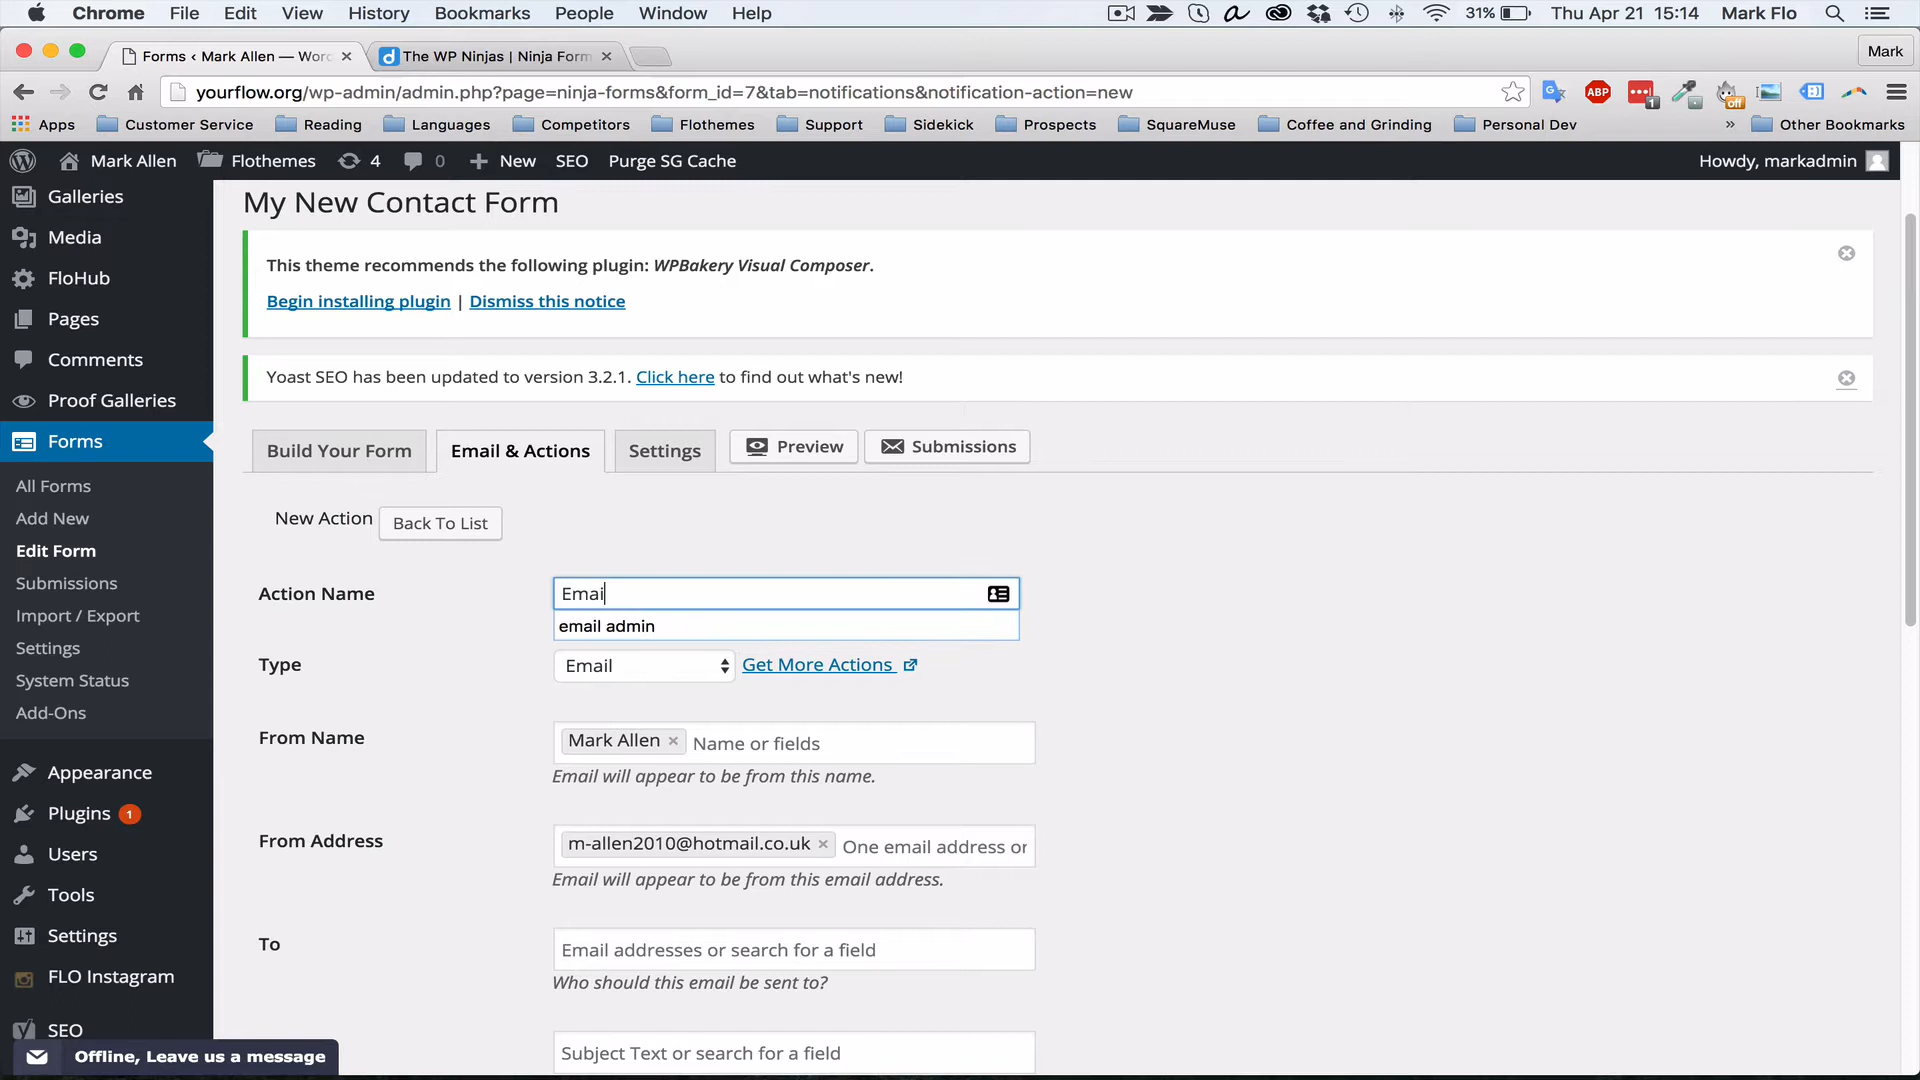 Chrome File Edit View History Bookmarks People Window Help 31% Thu Apr 21 15:14 Mark Flo
Forms ‹ Mark Allen — Worc The WP Ninjas | Ninja Form Mark
yourflow.org/wp-admin/admin.php?page=ninja-forms&form_id=7&tab=notifications&notification-action=new ABP 1 off
Apps Customer Service Reading Languages Competitors Flothemes Support Sidekick Prospects SquareMuse Coffee and Grinding Personal Dev » Other Bookmarks
Mark Allen Flothemes 4 0 New SEO Purge SG Cache Howdy, markadmin
Galleries
Media
FloHub
Pages
Comments
Proof Galleries
Forms
All Forms
Add New
Edit Form
Submissions
Import / Export
Settings
System Status
Add-Ons
Appearance
Plugins 1
Users
Tools
Settings
FLO Instagram
SEO
Offline, Leave us a message
My New Contact Form
This theme recommends the following plugin: WPBakery Visual Composer.
Begin installing plugin | Dismiss this notice
Yoast SEO has been updated to version 3.2.1. Click here to find out what's new!
Build Your Form Email & Actions Settings Preview Submissions
New Action Back To List
Action Name Emai
email admin
Type Email Get More Actions
From Name Mark Allen × Name or fields
Email will appear to be from this name.
From Address m-allen2010@hotmail.co.uk × One email address or
Email will appear to be from this email address.
To Email addresses or search for a field
Who should this email be sent to?
Subject Text or search for a field